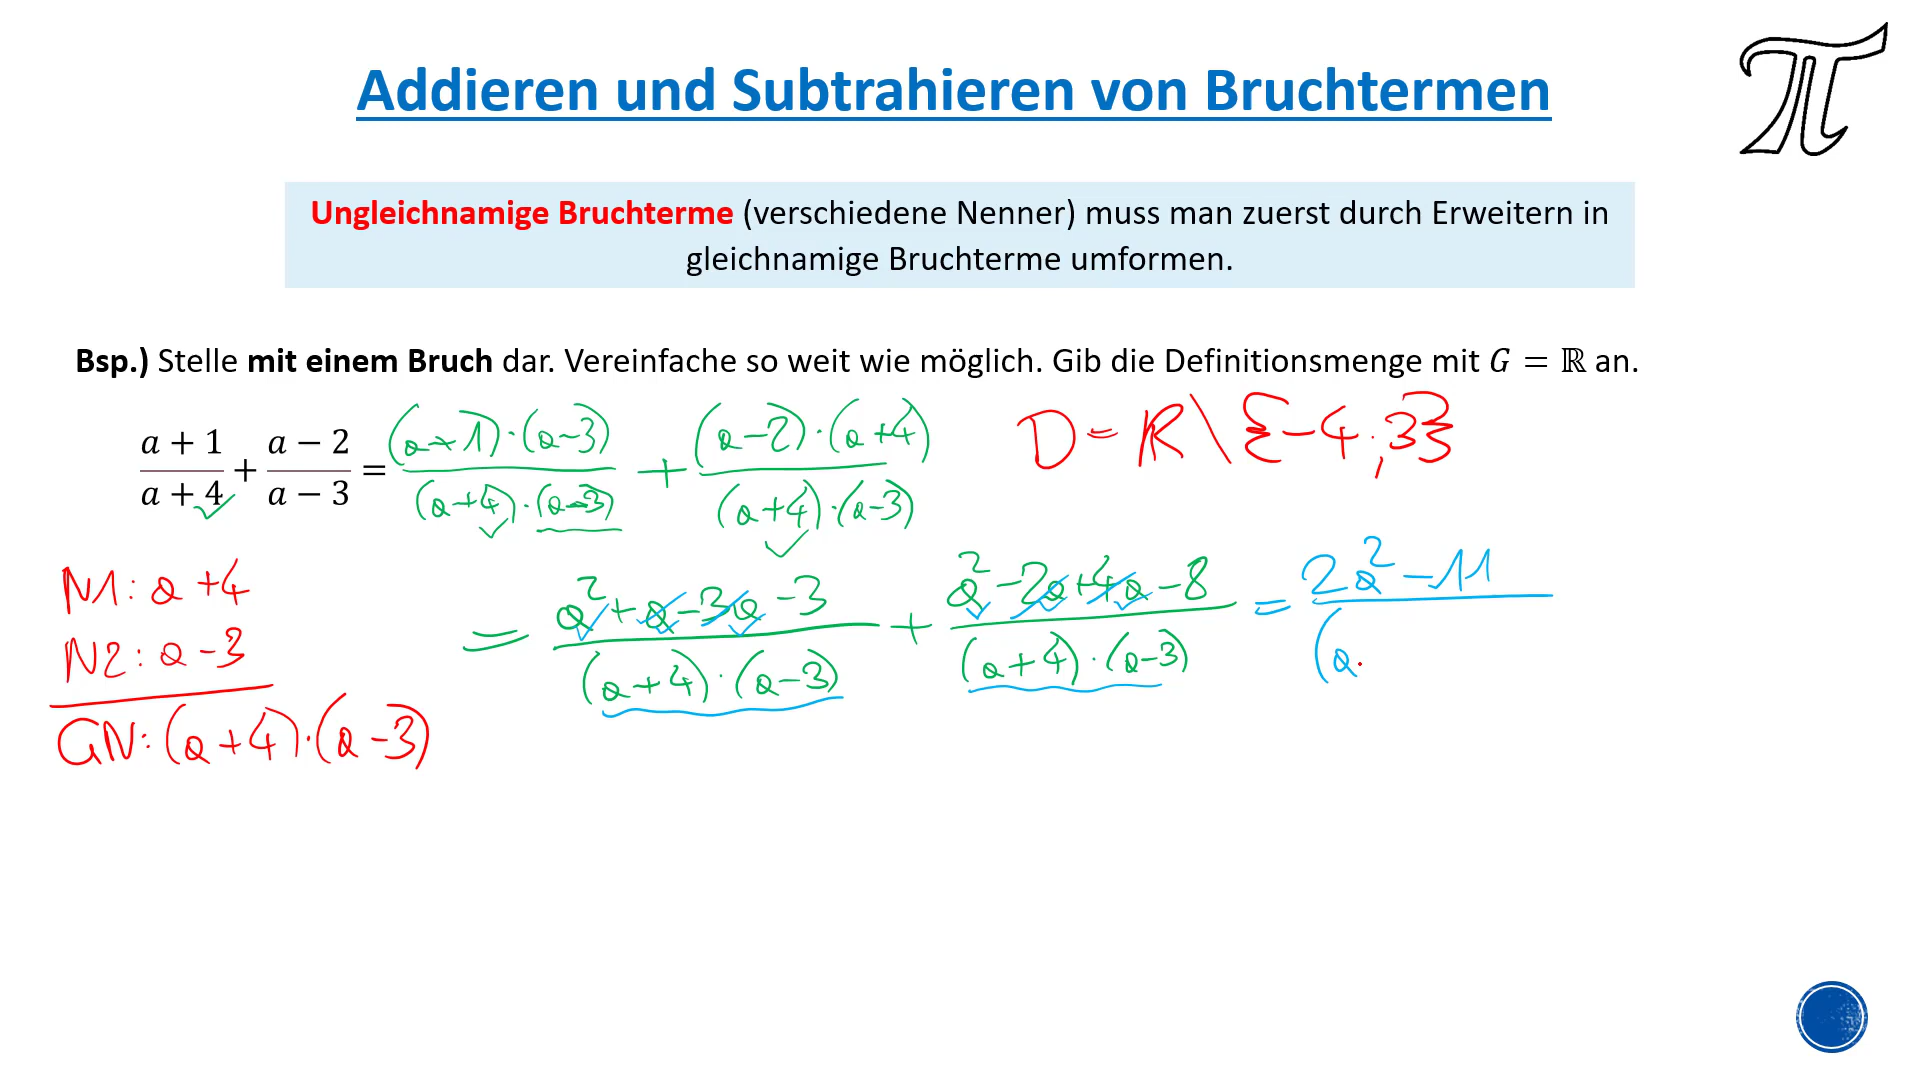 Addieren und Subtrahieren von Bruchtermen
π
Ungleichnamige Bruchterme (verschiedene Nenner) muss man zuerst durch Erweitern in
gleichnamige Bruchterme umformen.
Bsp.) Stelle mit einem Bruch dar. Vereinfache so weit wie möglich. Gib die Definitionsmenge mit G = ℝ an.
(a + 1)/(a + 4) + (a − 2)/(a − 3) = ((a+1)·(a-3))/((a+4)·(a-3)) + ((a-2)·(a+4))/((a+4)·(a-3))
D = ℝ \ {-4;3}
N1: a+4
N2: a-3
GN: (a+4)·(a-3)
= (a²+a-3a-3)/((a+4)·(a-3)) + (a²-2a+4a-8)/((a+4)·(a-3)) = (2a²-11)/(a